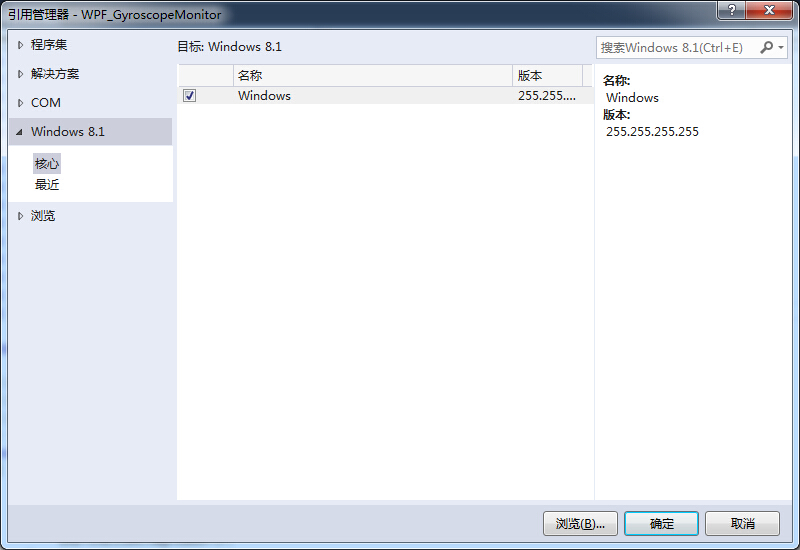 引用管理器 - WPF_GyroscopeMonitor
?
程序集
解决方案
COM
Windows 8.1
核心
最近
浏览
目标: Windows 8.1
名称 版本
Windows 255.255....
搜索Windows 8.1(Ctrl+E)
名称:
Windows
版本:
255.255.255.255
浏览(B)... 确定 取消